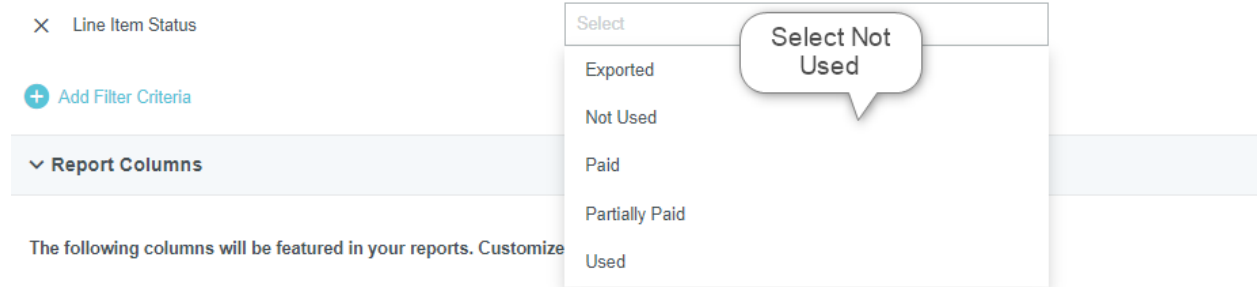 Line Item Status
Select
Select Not
Used
Exported
Add Filter Criteria
Not Used
Report Columns
Paid
Partially Paid
The following columns will be featured in your reports. Customize
Used